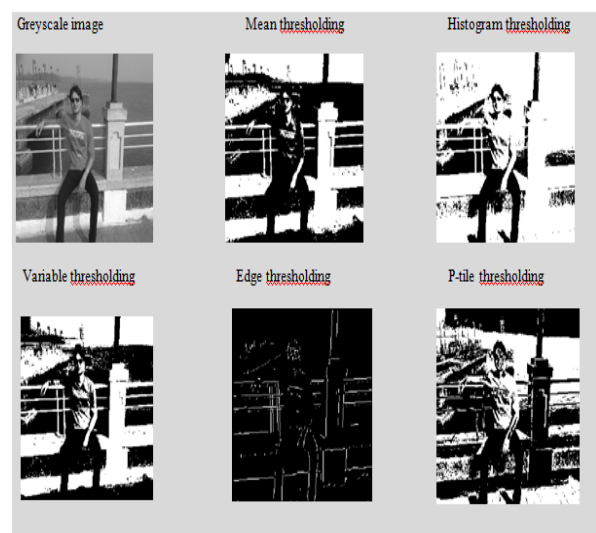 Greyscale image
Mean thresholding
Histogram thresholding
Variable thresholding
Edge thresholding
P-tile thresholding